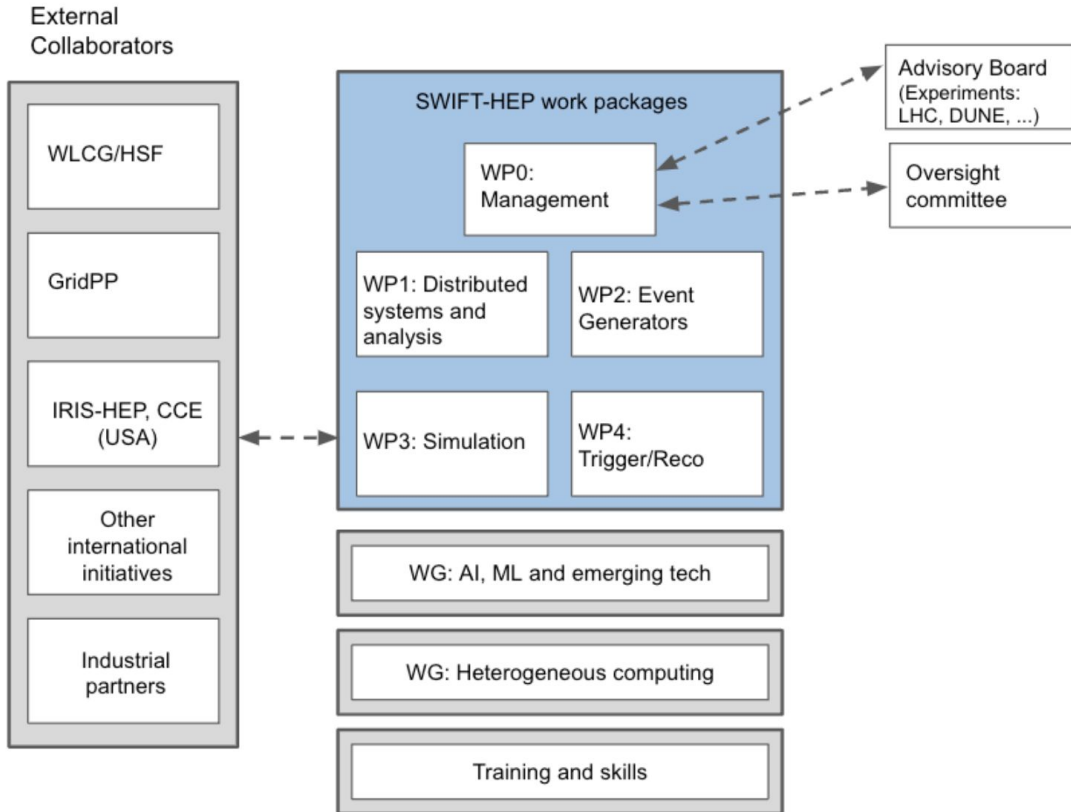 External
Collaborators
WLCG/HSF
GridPP
IRIS-HEP, CCE
(USA)
Other
international
initiatives
Industrial
partners
SWIFT-HEP work packages
WP0:
Management
WP1: Distributed
systems and
analysis
WP2: Event
Generators
WP3: Simulation
WP4:
Trigger/Reco
WG: AI, ML and emerging tech
WG: Heterogeneous computing
Training and skills
Advisory Board
(Experiments:
LHC, DUNE, ...)
Oversight
committee